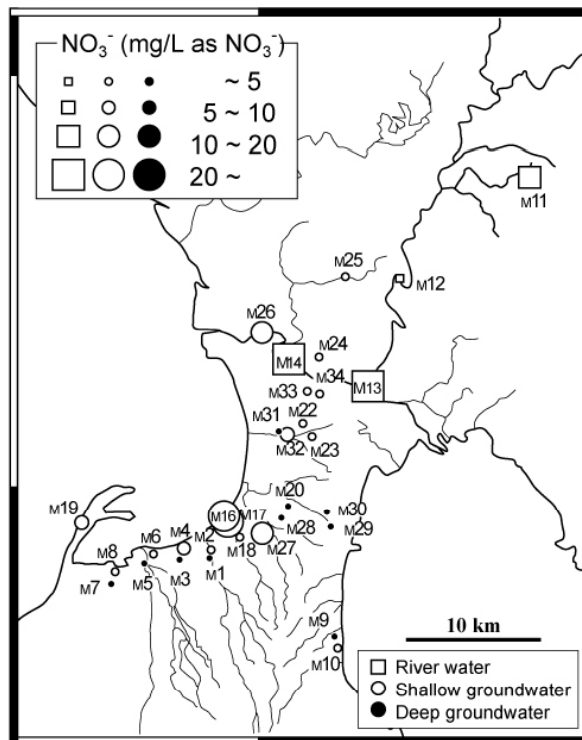 NO₃⁻ (mg/L as NO₃⁻)
~ 5
5 ~ 10
10 ~ 20
20 ~
M11
M25
M12
M26
M24
M14
M34
M13
M33
M22
M31
M32
M23
M20
M30
M19
M16
M17
M28
M29
M4
M2
M6
M18
M27
M8
M7
M5
M3
M1
M9
M10
10 km
River water
Shallow groundwater
Deep groundwater